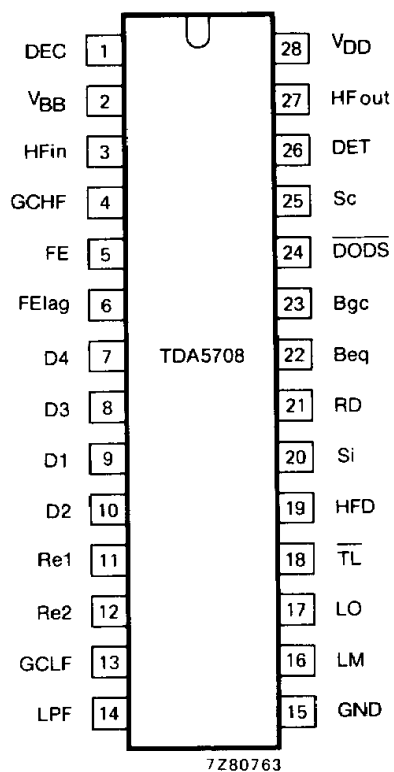 DEC 1 28 VDD
VBB 2 27 HFout
HFin 3 26 DET
GCHF 4 25 Sc
FE 5 24 DODS
FElag 6 23 Bgc
D4 7 TDA5708 22 Beq
D3 8 21 RD
D1 9 20 Si
D2 10 19 HFD
Re1 11 18 TL
Re2 12 17 LO
GCLF 13 16 LM
LPF 14 15 GND
7Z80763